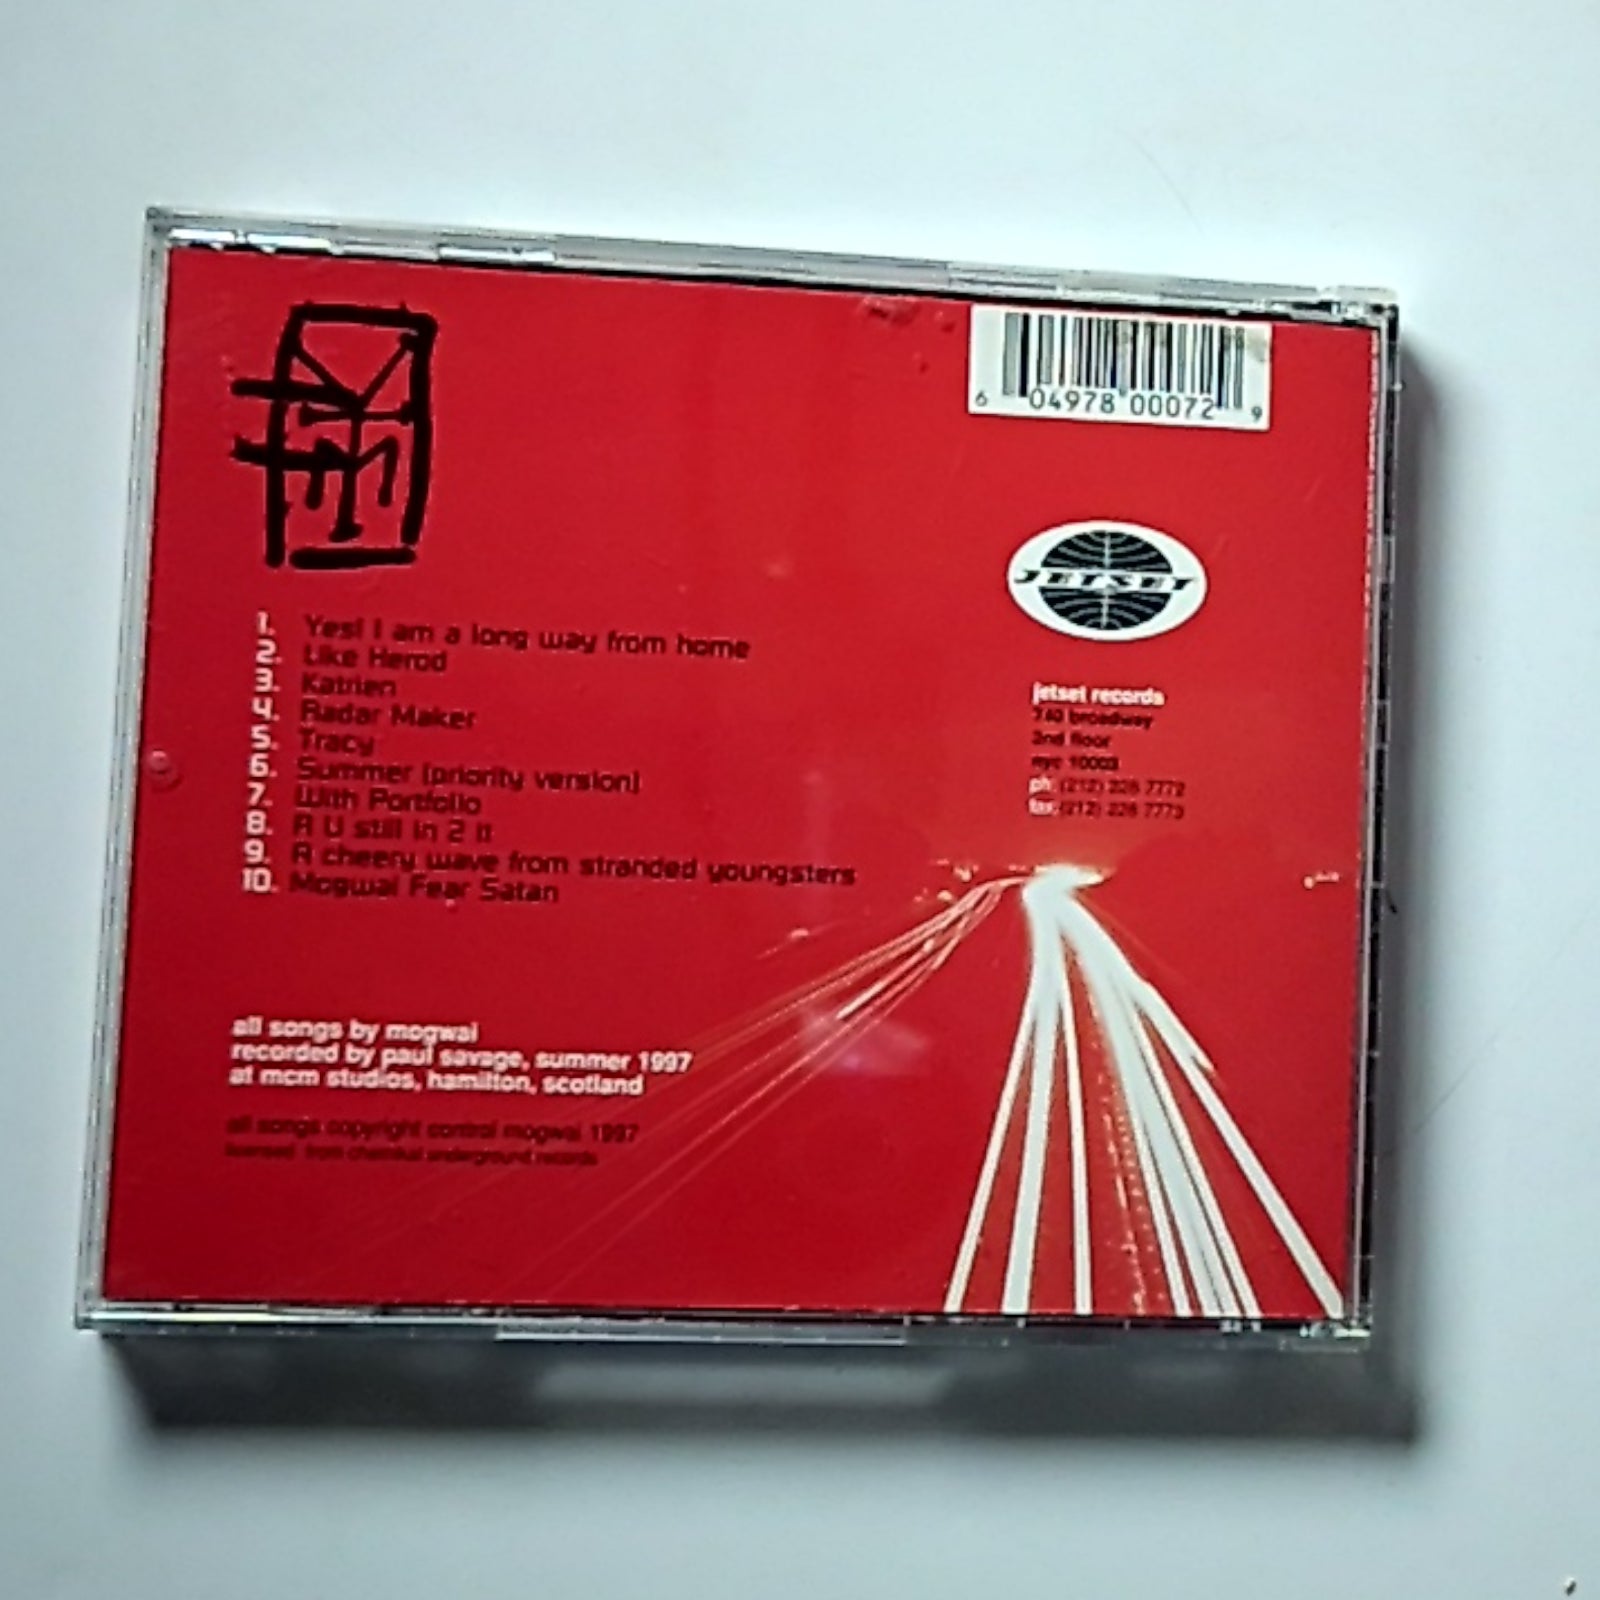 6 04978 00072 9
JETSET
1. Yes! I am a long way from home
2. Like Herod
3. Katrien
4. Radar Maker
5. Tracy
6. Summer (priority version)
7. With Portfolio
8. R U still in 2 it
9. A cheery wave from stranded youngsters
10. Mogwai Fear Satan
jetset records
740 broadway
2nd floor
nyc 10003
ph. (212) 228 7772
fax.(212) 228 7773
all songs by mogwai
recorded by paul savage, summer 1997
at mcm studios, hamilton, scotland
all songs copyright control mogwai 1997
licensed from chemikal underground records